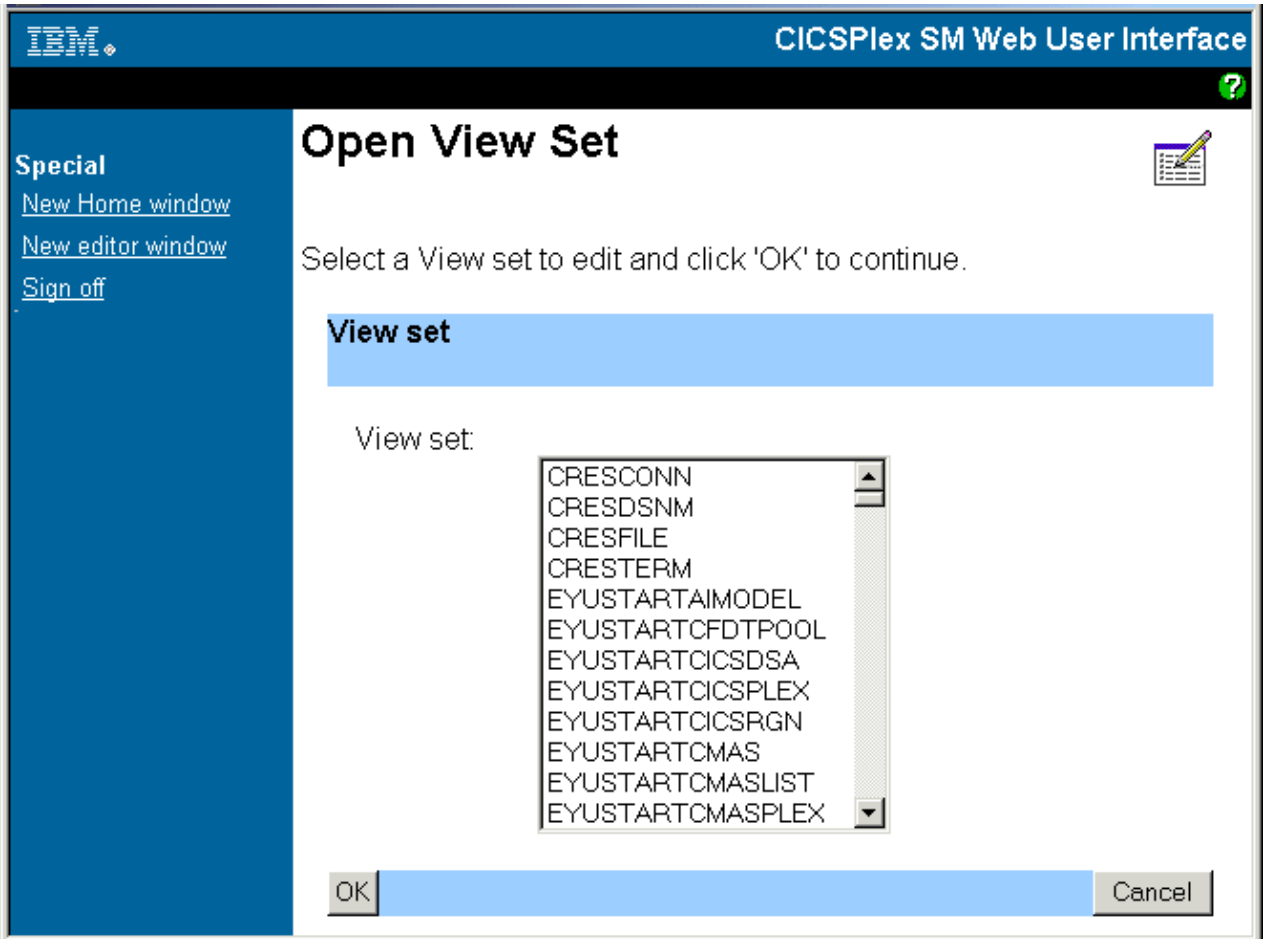 IBM.
CICSPlex SM Web User Interface
?
Special
New Home window
New editor window
Sign off
Open View Set
Select a View set to edit and click 'OK' to continue.
View set
View set:
CRESCONN
CRESDSNM
CRESFILE
CRESTERM
EYUSTARTAIMODEL
EYUSTARTCFDTPOOL
EYUSTARTCICSDSA
EYUSTARTCICSPLEX
EYUSTARTCICSRGN
EYUSTARTCMAS
EYUSTARTCMASLIST
EYUSTARTCMASPLEX
OK
Cancel